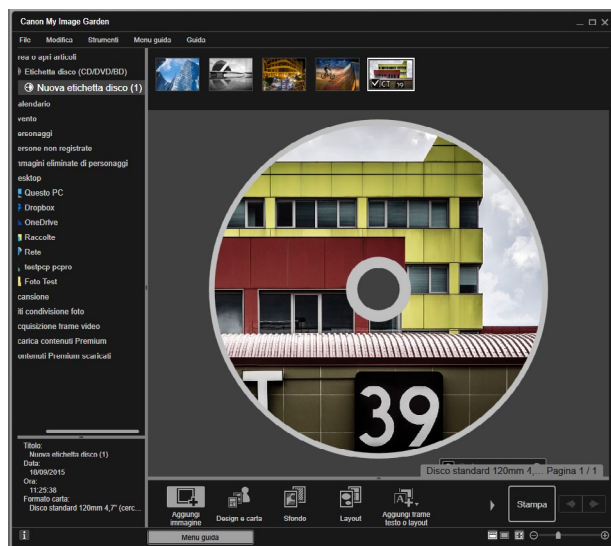 Canon My Image Garden
File Modifica Strumenti Menu guida Guida
rea o apri articoli
Etichetta disco (CD/DVD/BD)
Nuova etichetta disco (1)
alendario
vento
ersonaggi
ersone non registrate
nmagini eliminate di personaggi
esktop
Questo PC
Dropbox
OneDrive
Raccolte
Rete
testpcp pcpro
Foto Test
cansione
iti condivisione foto
cquisizione frame video
carica contenuti Premium
ontenuti Premium scaricati
ICT 39
T 39
Titolo:
Nuova etichetta disco (1)
Data:
18/09/2015
Ora:
11:25:38
Formato carta:
Disco standard 120mm 4,7" (cerc...
Disco standard 120mm 4,... Pagina 1 / 1
Aggiungi immagine
Design e carta
Sfondo
Layout
Aggiungi trame testo o layout
Stampa
Menu guida